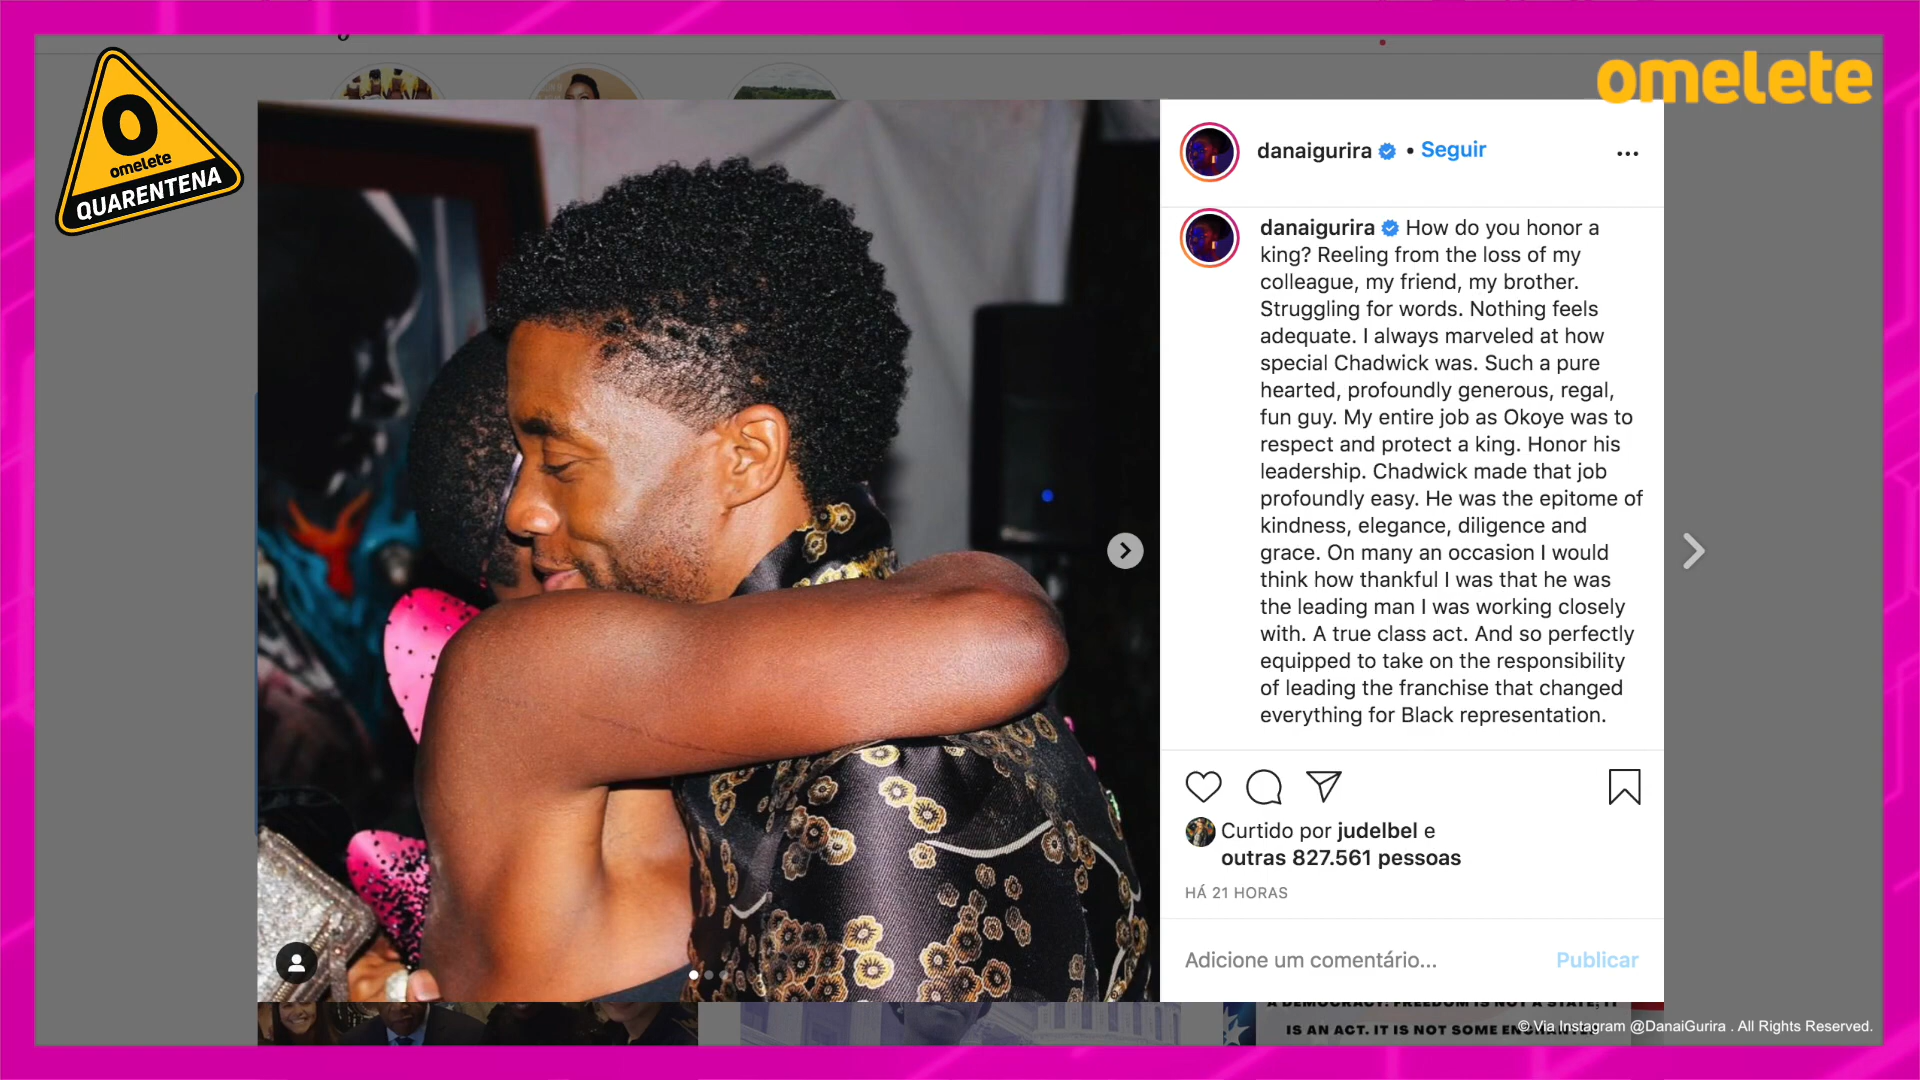 omelete
O
omelete
QUARENTENA
danaigurira • Seguir
danaigurira How do you honor a
king? Reeling from the loss of my
colleague, my friend, my brother.
Struggling for words. Nothing feels
adequate. I always marveled at how
special Chadwick was. Such a pure
hearted, profoundly generous, regal,
fun guy. My entire job as Okoye was to
respect and protect a king. Honor his
leadership. Chadwick made that job
profoundly easy. He was the epitome of
kindness, elegance, diligence and
grace. On many an occasion I would
think how thankful I was that he was
the leading man I was working closely
with. A true class act. And so perfectly
equipped to take on the responsibility
of leading the franchise that changed
everything for Black representation.
Curtido por judelbel e
outras 827.561 pessoas
HÁ 21 HORAS
Adicione um comentário... Publicar
A DEMOCRACY. FREEDOM IS NOT A STATE; IT
IS AN ACT. IT IS NOT SOME
© Via Instagram @DanaiGurira . All Rights Reserved.